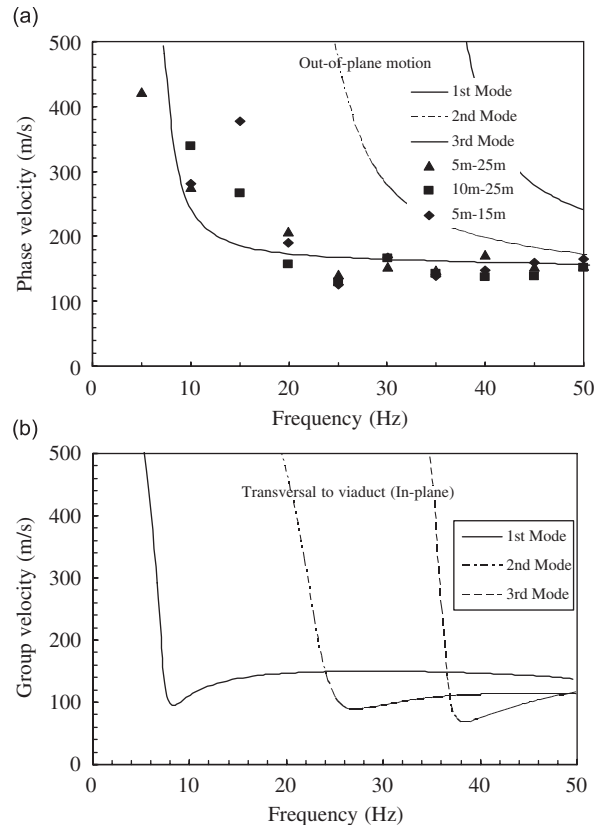 (a)
500
400
300
200
100
0
Phase velocity (m/s)
Out-of-plane motion
1st Mode
2nd Mode
3rd Mode
5m-25m
10m-25m
5m-15m
0 10 20 30 40 50
Frequency (Hz)
(b)
500
400
300
200
100
0
Group velocity (m/s)
Transversal to viaduct (In-plane)
1st Mode
2nd Mode
3rd Mode
0 10 20 30 40 50
Frequency (Hz)